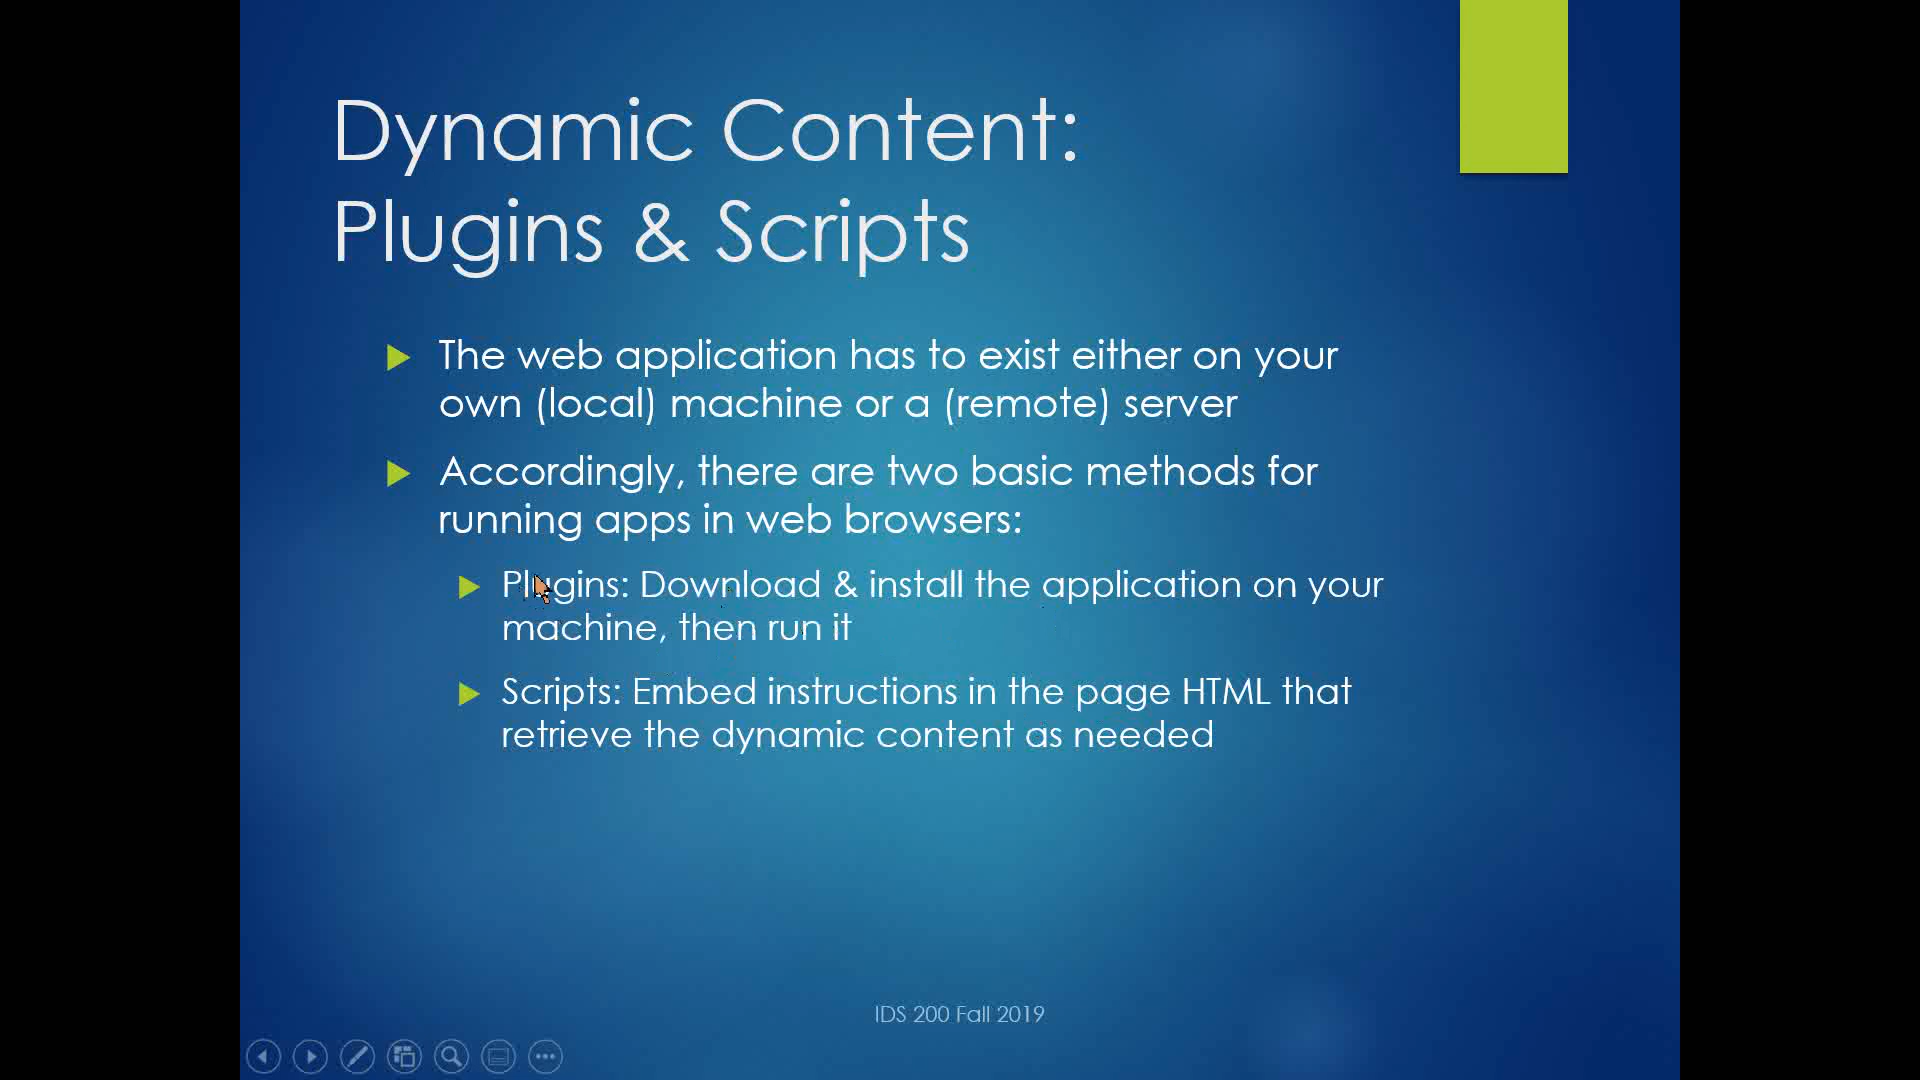 Dynamic Content:
Plugins & Scripts
The web application has to exist either on your
own (local) machine or a (remote) server
Accordingly, there are two basic methods for
running apps in web browsers:
Plugins: Download & install the application on your
machine, then run it
Scripts: Embed instructions in the page HTML that
retrieve the dynamic content as needed
IDS 200 Fall 2019